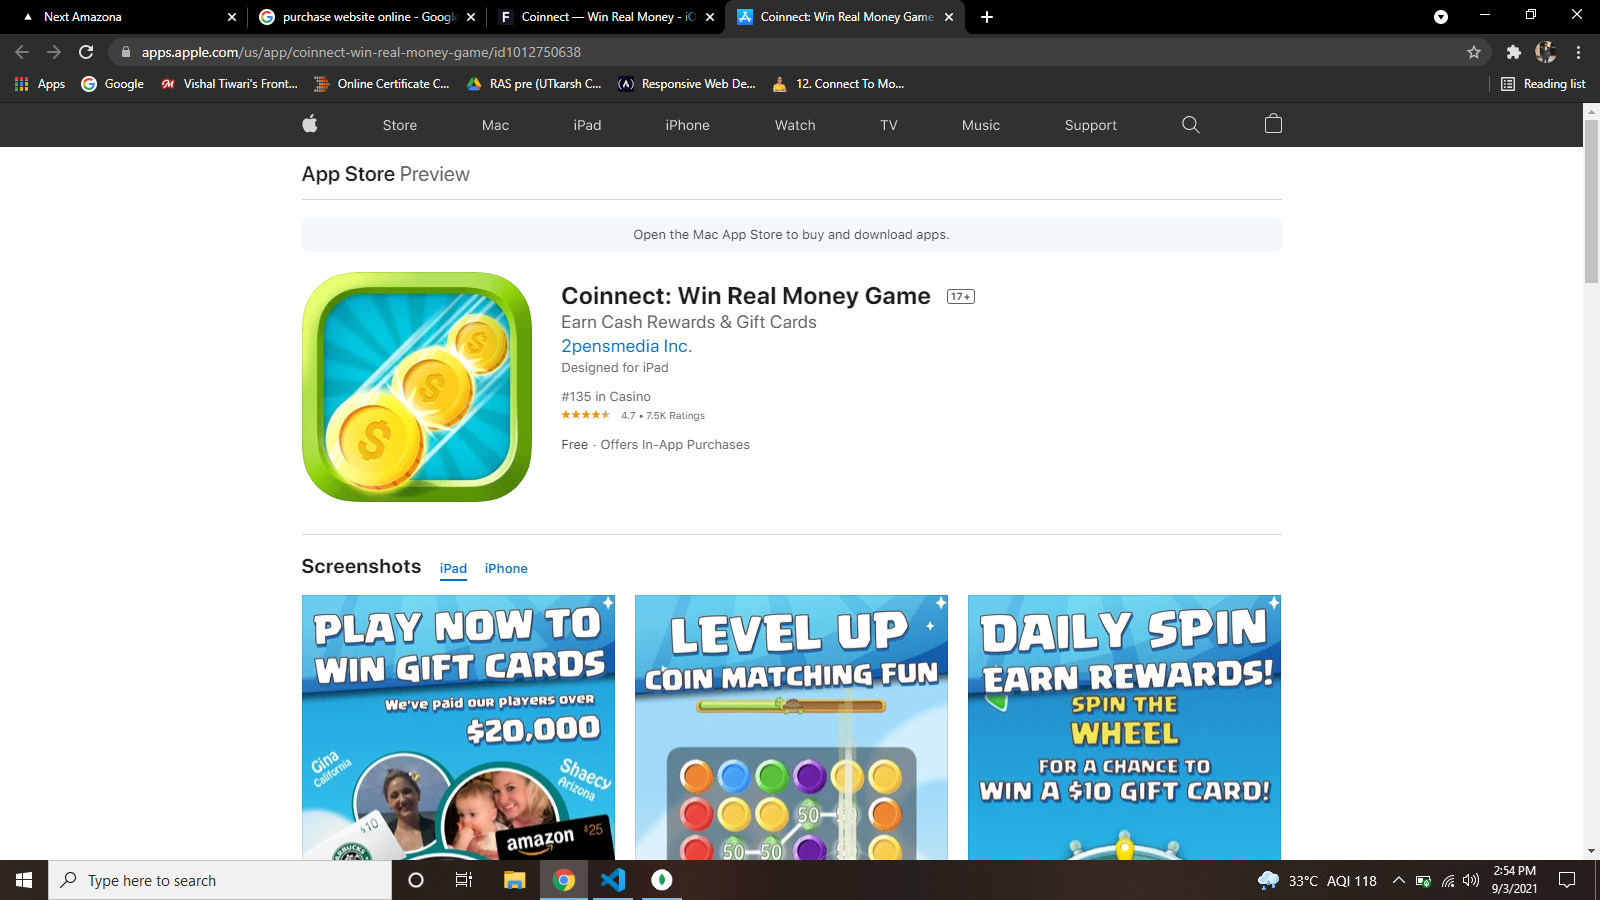 Next Amazona
purchase website online - Google
Coinnect — Win Real Money - iO
Coinnect: Win Real Money Game
apps.apple.com/us/app/coinnect-win-real-money-game/id1012750638
Apps
Google
Vishal Tiwari's Front...
Online Certificate C...
RAS pre (UTkarsh C...
Responsive Web De...
12. Connect To Mo...
Reading list
Store
Mac
iPad
iPhone
Watch
TV
Music
Support
App Store Preview
Open the Mac App Store to buy and download apps.
Coinnect: Win Real Money Game 17+
Earn Cash Rewards & Gift Cards
2pensmedia Inc.
Designed for iPad
#135 in Casino
4.7 • 7.5K Ratings
Free · Offers In-App Purchases
Screenshots
iPad
iPhone
PLAY NOW TO
WIN GIFT CARDS
We've paid our players over
$20,000
Gina
California
Shaecy
Arizona
$10
amazon $25
LEVEL UP
COIN MATCHING FUN
50
50
50-50
DAILY SPIN
EARN REWARDS!
SPIN THE
WHEEL
FOR A CHANCE TO
WIN A $10 GIFT CARD!
Type here to search
33°C AQI 118
2:54 PM
9/3/2021